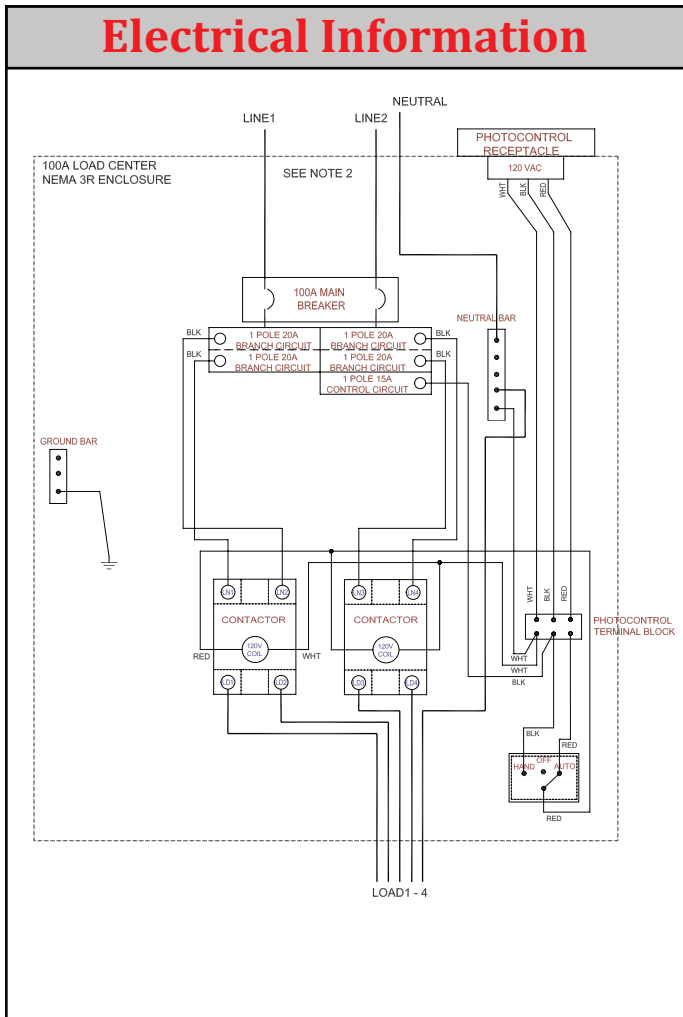 Electrical Information
NEUTRAL
LINE1
LINE2
PHOTOCONTROL
RECEPTACLE
120 VAC
WHT
BLK
RED
100A LOAD CENTER
NEMA 3R ENCLOSURE
SEE NOTE 2
100A MAIN
BREAKER
NEUTRAL BAR
BLK
1 POLE 20A
BRANCH CIRCUIT
1 POLE 20A
BRANCH CIRCUIT
BLK
BLK
1 POLE 20A
BRANCH CIRCUIT
1 POLE 20A
BRANCH CIRCUIT
BLK
1 POLE 15A
CONTROL CIRCUIT
GROUND BAR
LN1
LN2
LN3
LN4
WHT
BLK
RED
CONTACTOR
CONTACTOR
PHOTOCONTROL
TERMINAL BLOCK
RED
120V
COIL
WHT
120V
COIL
WHT
WHT
BLK
LD1
LD2
LD3
LD4
BLK
RED
HAND
OFF
AUTO
RED
LOAD1 - 4